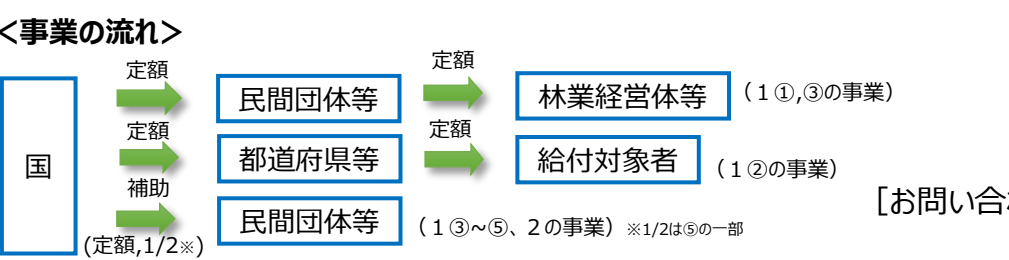 <事業の流れ>
定額
定額
民間団体等
林業経営体等
(1①,③の事業)
定額
定額
国
都道府県等
給付対象者
(1②の事業)
補助
民間団体等
(1③~⑤、2の事業)※1/2は⑤の一部
(定額,1/2※)
[お問い合